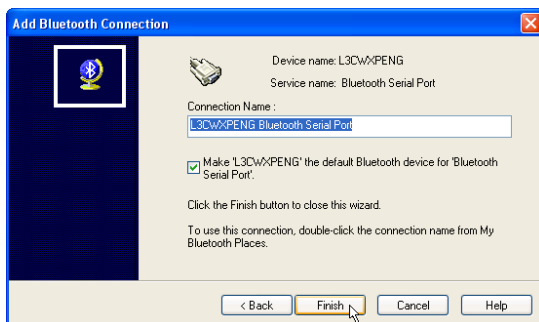 Add Bluetooth Connection
Device name: L3CWXPENG
Service name: Bluetooth Serial Port
Connection Name :
L3CWXPENG Bluetooth Serial Port
Make 'L3CWXPENG' the default Bluetooth device for 'Bluetooth
Serial Port'.
Click the Finish button to close this wizard.
To use this connection, double-click the connection name from My
Bluetooth Places.
< Back Finish Cancel Help